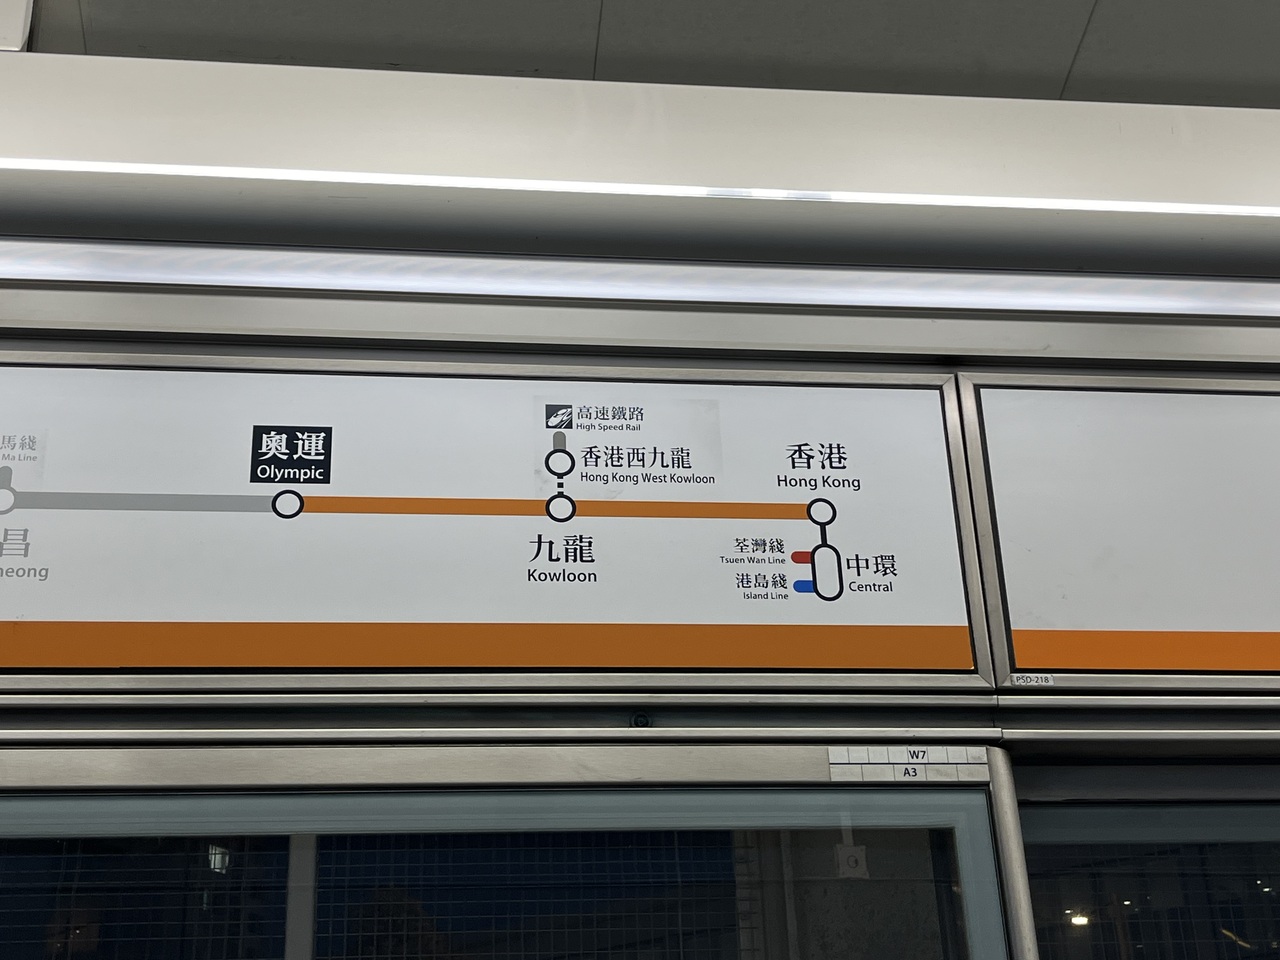 馬綫
Ma Line
昌
heong
奧運
Olympic
高速鐵路
High Speed Rail
香港西九龍
Hong Kong West Kowloon
九龍
Kowloon
香港
Hong Kong
荃灣綫
Tsuen Wan Line
港島綫
Island Line
中環
Central
PSD-218
W7
A3